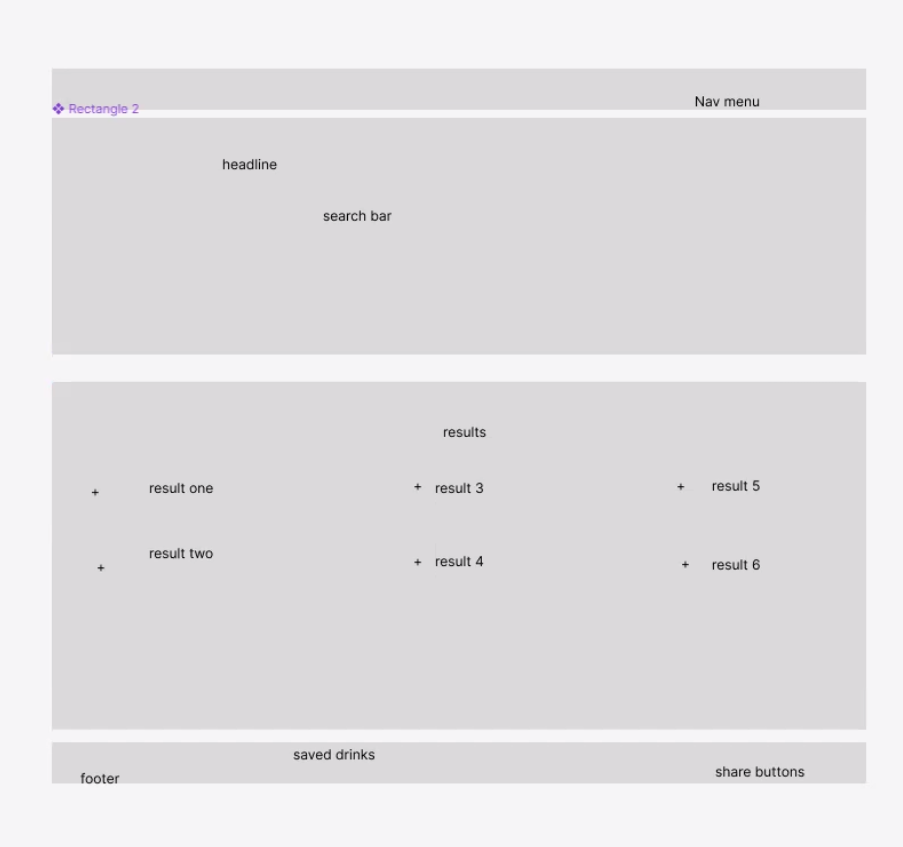 Nav menu
Rectangle 2
headline
search bar
results
+ result one
+ result 3
+ result 5
+ result two
+ result 4
+ result 6
saved drinks
share buttons
footer